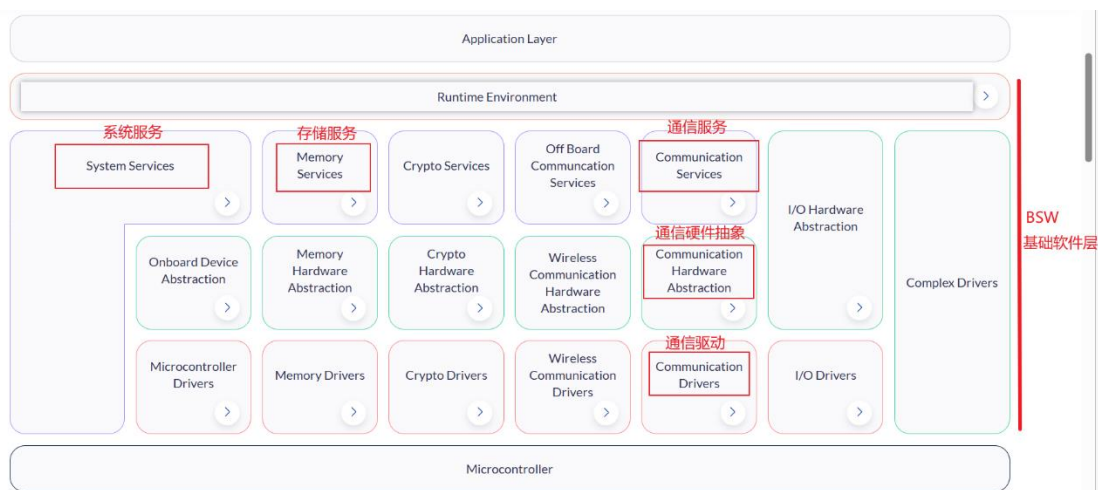 Application Layer
Runtime Environment
系统服务
System Services
存储服务
Memory
Services
Crypto Services
Off Board
Communcation
Services
通信服务
Communication
Services
I/O Hardware
Abstraction
Complex Drivers
BSW
基础软件层
Onboard Device
Abstraction
Memory
Hardware
Abstraction
Crypto
Hardware
Abstraction
Wireless
Communication
Hardware
Abstraction
通信硬件抽象
Communication
Hardware
Abstraction
Microcontroller
Drivers
Memory Drivers
Crypto Drivers
Wireless
Communication
Drivers
通信驱动
Communication
Drivers
I/O Drivers
Microcontroller